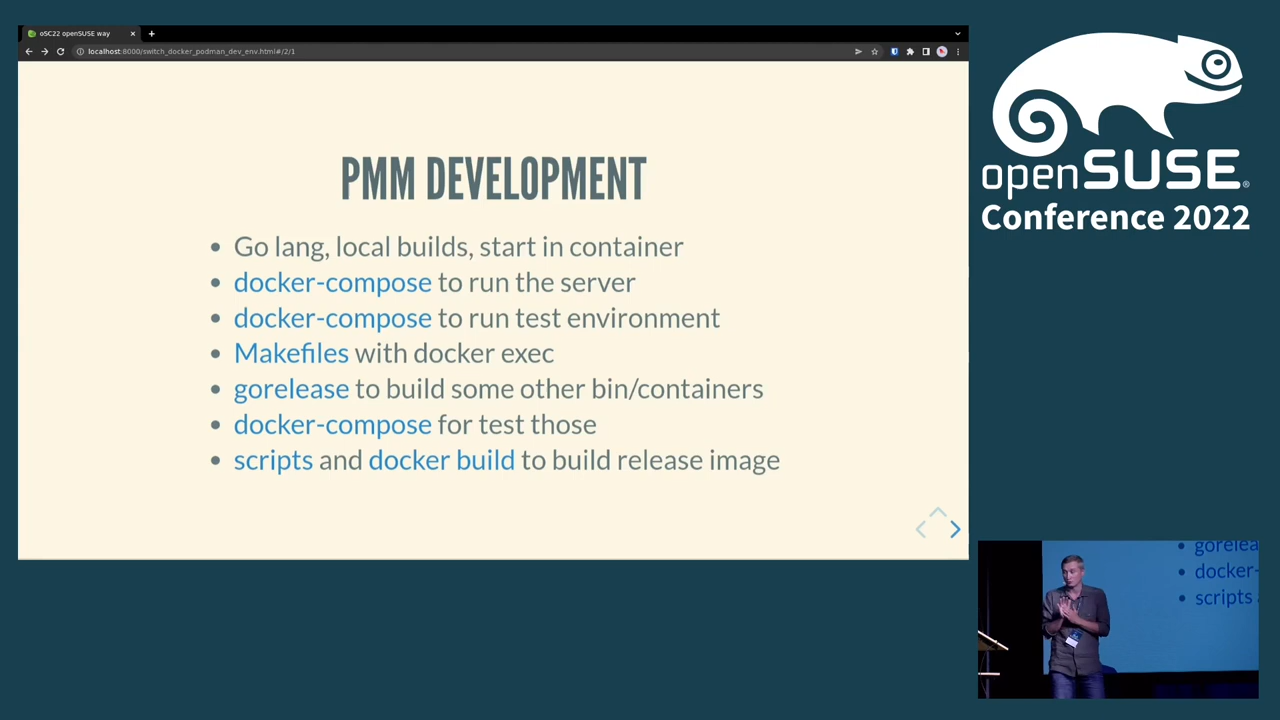 oSC22 openSUSE way
localhost:8000/switch_docker_podman_dev_env.html#/2/1
PMM DEVELOPMENT
• Go lang, local builds, start in container
• docker-compose to run the server
• docker-compose to run test environment
• Makefiles with docker exec
• gorelease to build some other bin/containers
• docker-compose for test those
• scripts and docker build to build release image
openSUSE®
Conference 2022
• gorelea
• docker-
• scripts